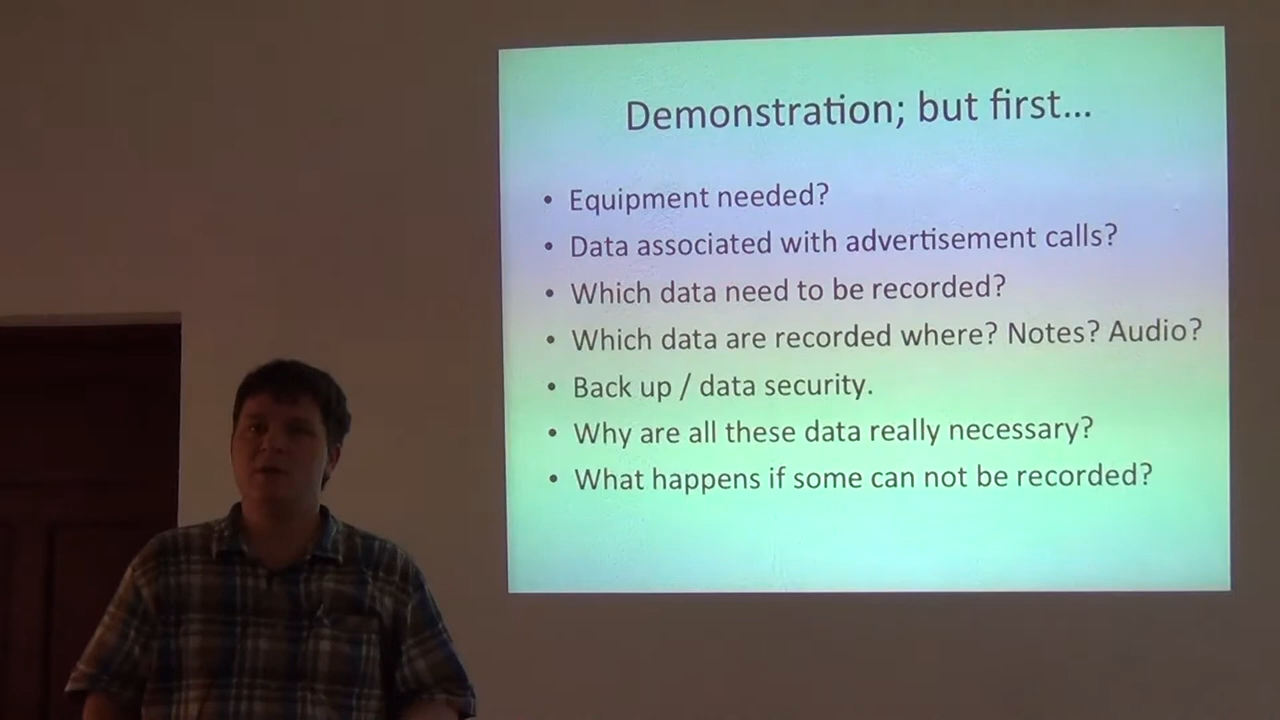 Demonstration; but first...
• Equipment needed?
• Data associated with advertisement calls?
• Which data need to be recorded?
• Which data are recorded where? Notes? Audio?
• Back up / data security.
• Why are all these data really necessary?
• What happens if some can not be recorded?